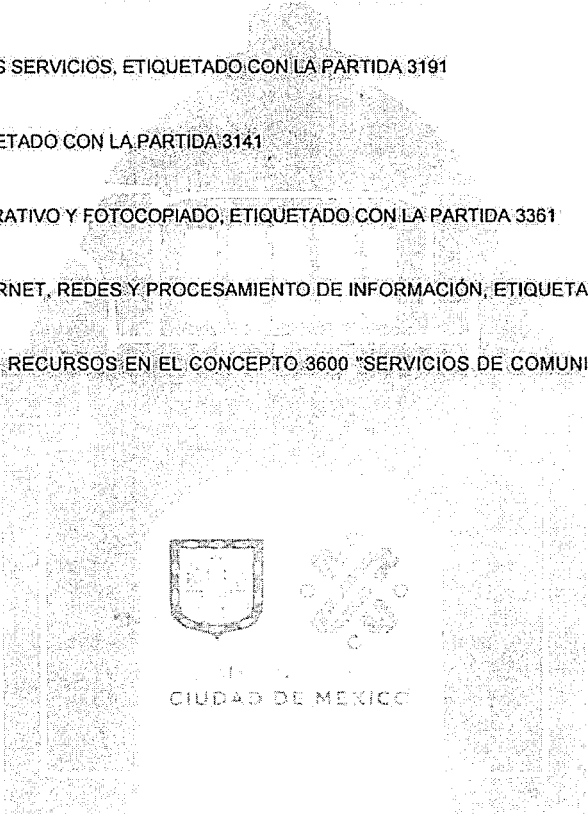 S SERVICIOS, ETIQUETADO CON LA PARTIDA 3191
ETADO CON LA PARTIDA 3141
RATIVO Y FOTOCOPIADO, ETIQUETADO CON LA PARTIDA 3361
RNET, REDES Y PROCESAMIENTO DE INFORMACIÓN, ETIQUETA
RECURSOS EN EL CONCEPTO 3600 "SERVICIOS DE COMUNI
CIUDAD DE MÉXICO